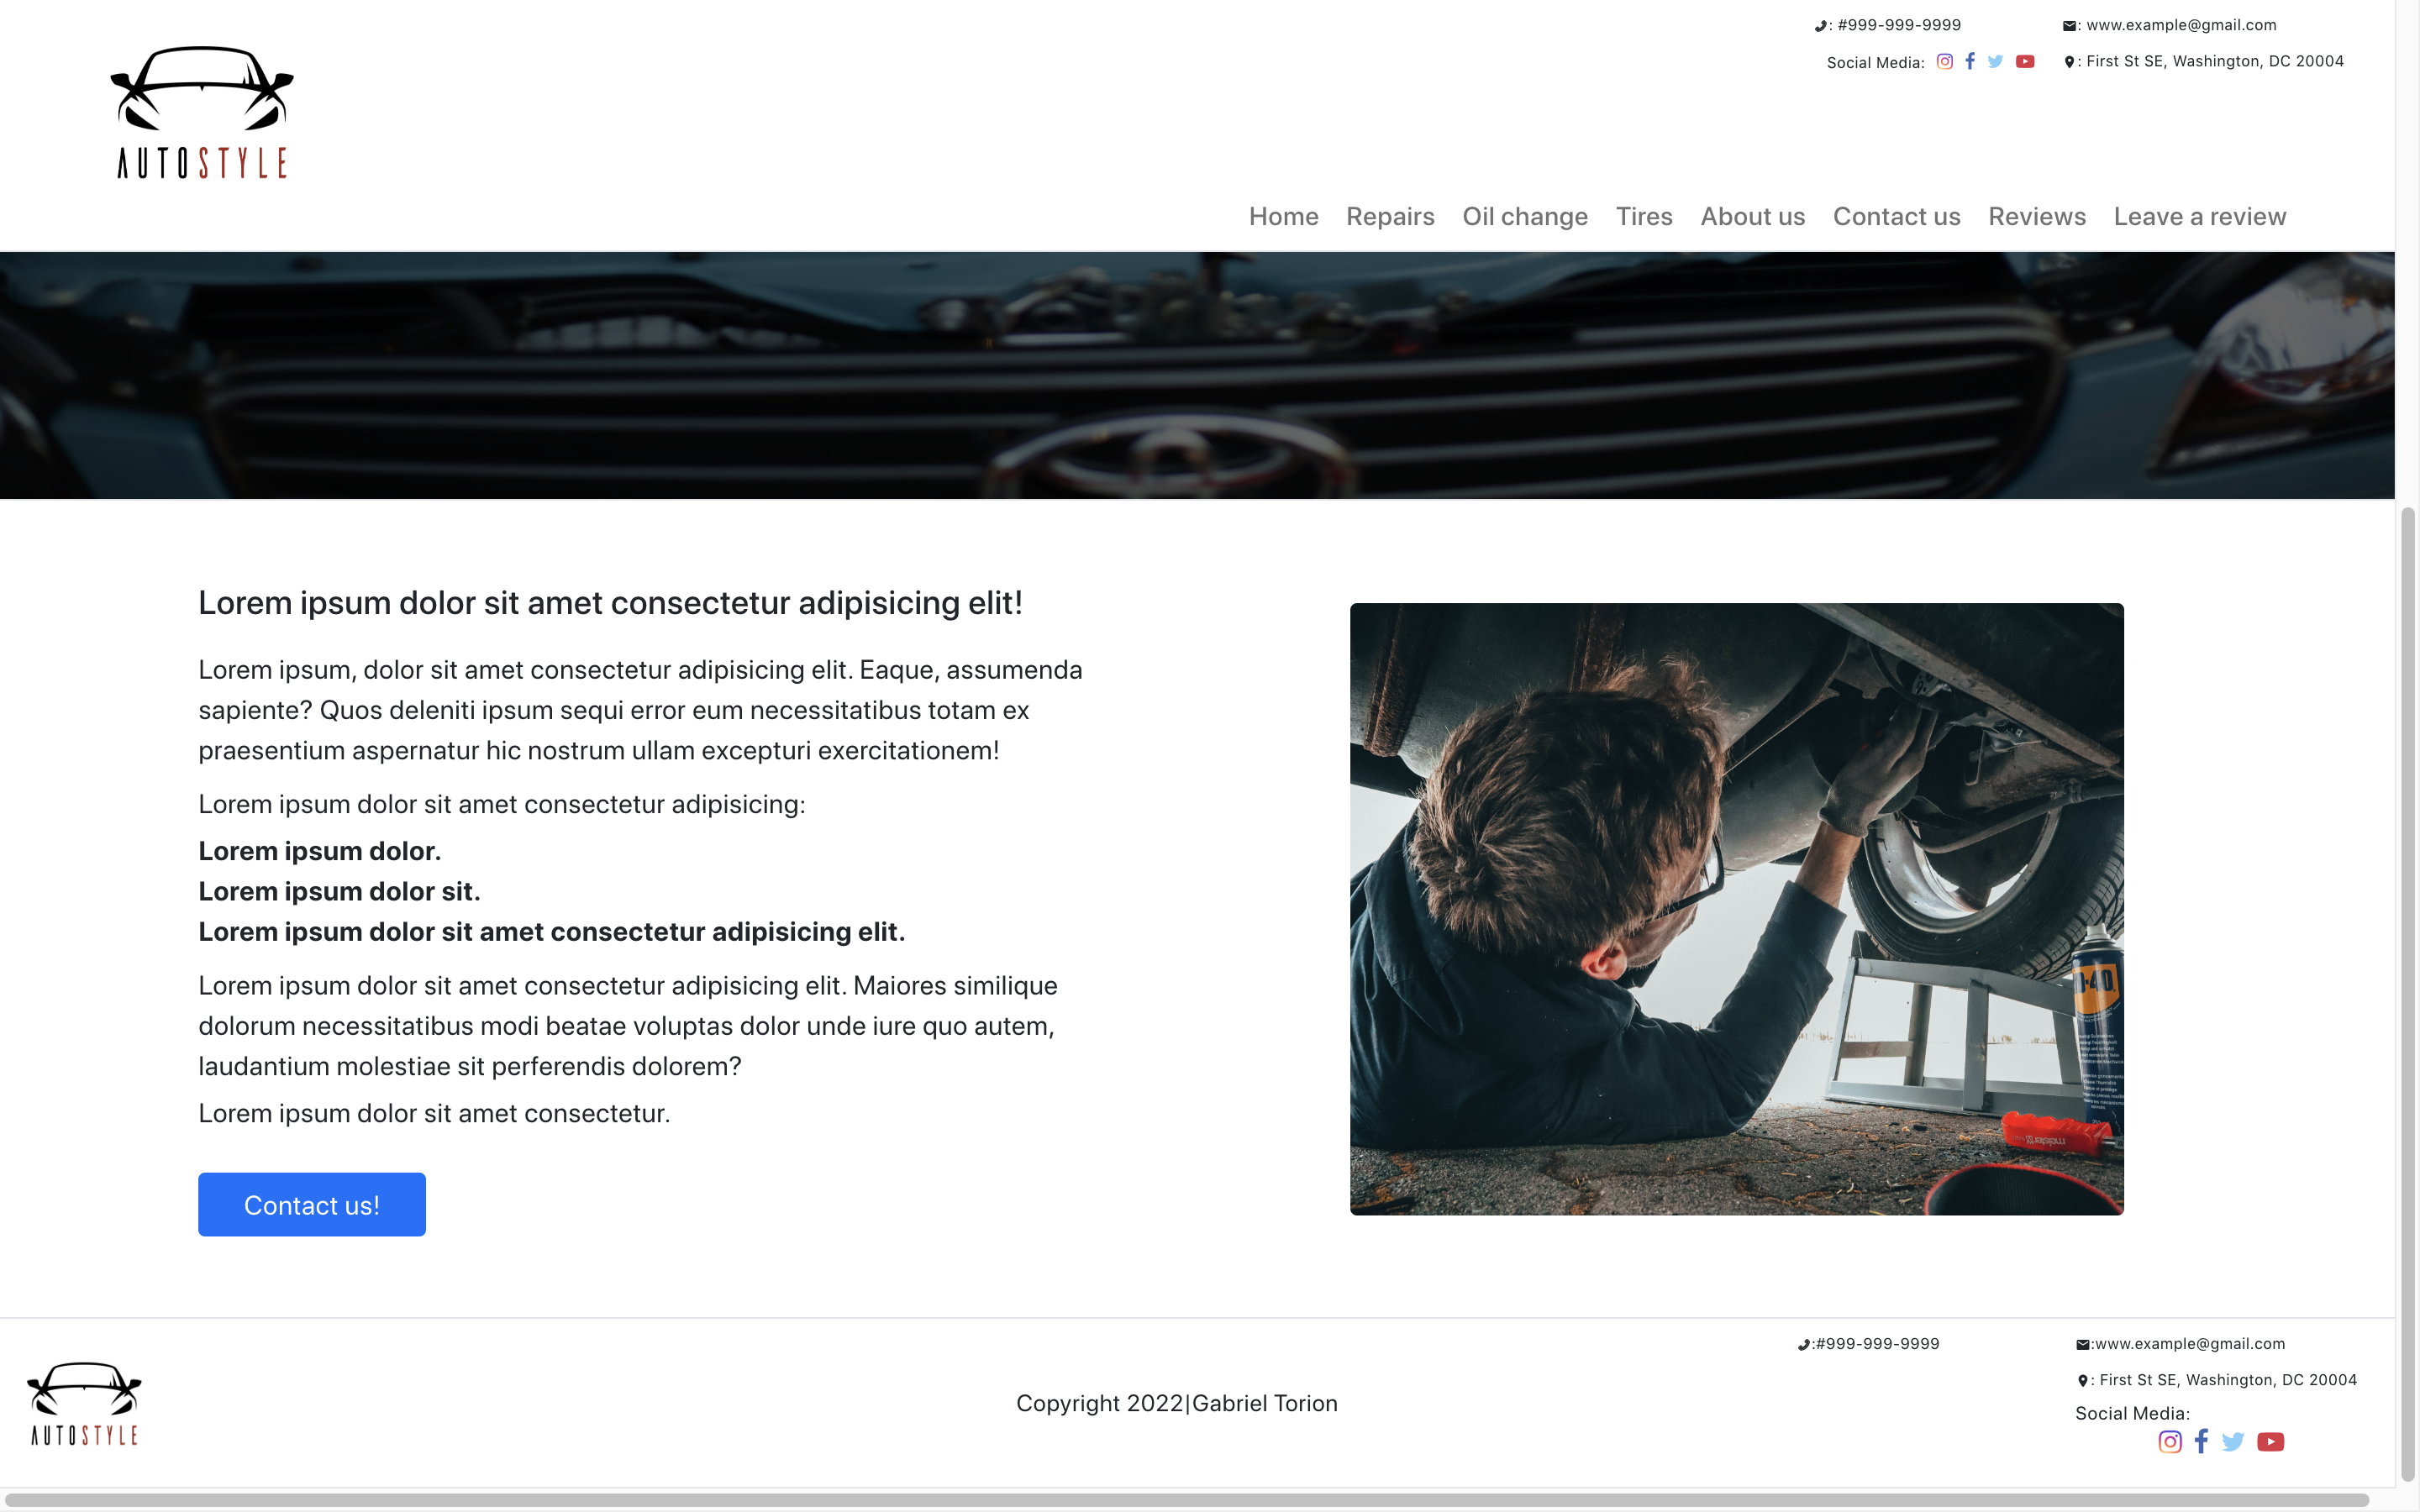 : #999-999-9999
: www.example@gmail.com
Social Media:
: First St SE, Washington, DC 20004
AUTOSTYLE
Home Repairs Oil change Tires About us Contact us Reviews Leave a review
Lorem ipsum dolor sit amet consectetur adipisicing elit!
Lorem ipsum, dolor sit amet consectetur adipisicing elit. Eaque, assumenda
sapiente? Quos deleniti ipsum sequi error eum necessitatibus totam ex
praesentium aspernatur hic nostrum ullam excepturi exercitationem!
Lorem ipsum dolor sit amet consectetur adipisicing:
Lorem ipsum dolor.
Lorem ipsum dolor sit.
Lorem ipsum dolor sit amet consectetur adipisicing elit.
Lorem ipsum dolor sit amet consectetur adipisicing elit. Maiores similique
dolorum necessitatibus modi beatae voluptas dolor unde iure quo autem,
laudantium molestiae sit perferendis dolorem?
Lorem ipsum dolor sit amet consectetur.
Contact us!
-40
AUTOSTYLE
Copyright 2022|Gabriel Torion
:#999-999-9999
:www.example@gmail.com
: First St SE, Washington, DC 20004
Social Media: